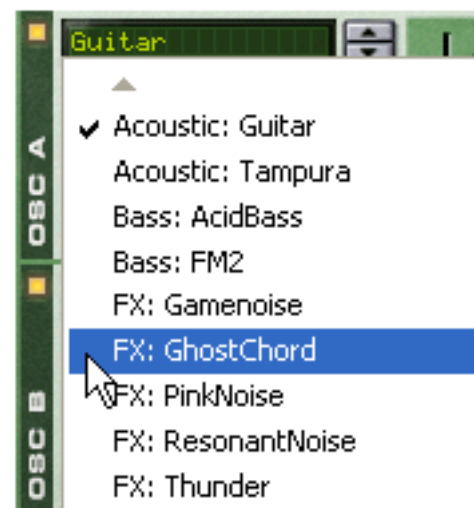 Guitar
Acoustic: Guitar
Acoustic: Tampura
Bass: AcidBass
Bass: FM2
FX: Gamenoise
FX: GhostChord
FX: PinkNoise
FX: ResonantNoise
FX: Thunder
OSC A
OSC B